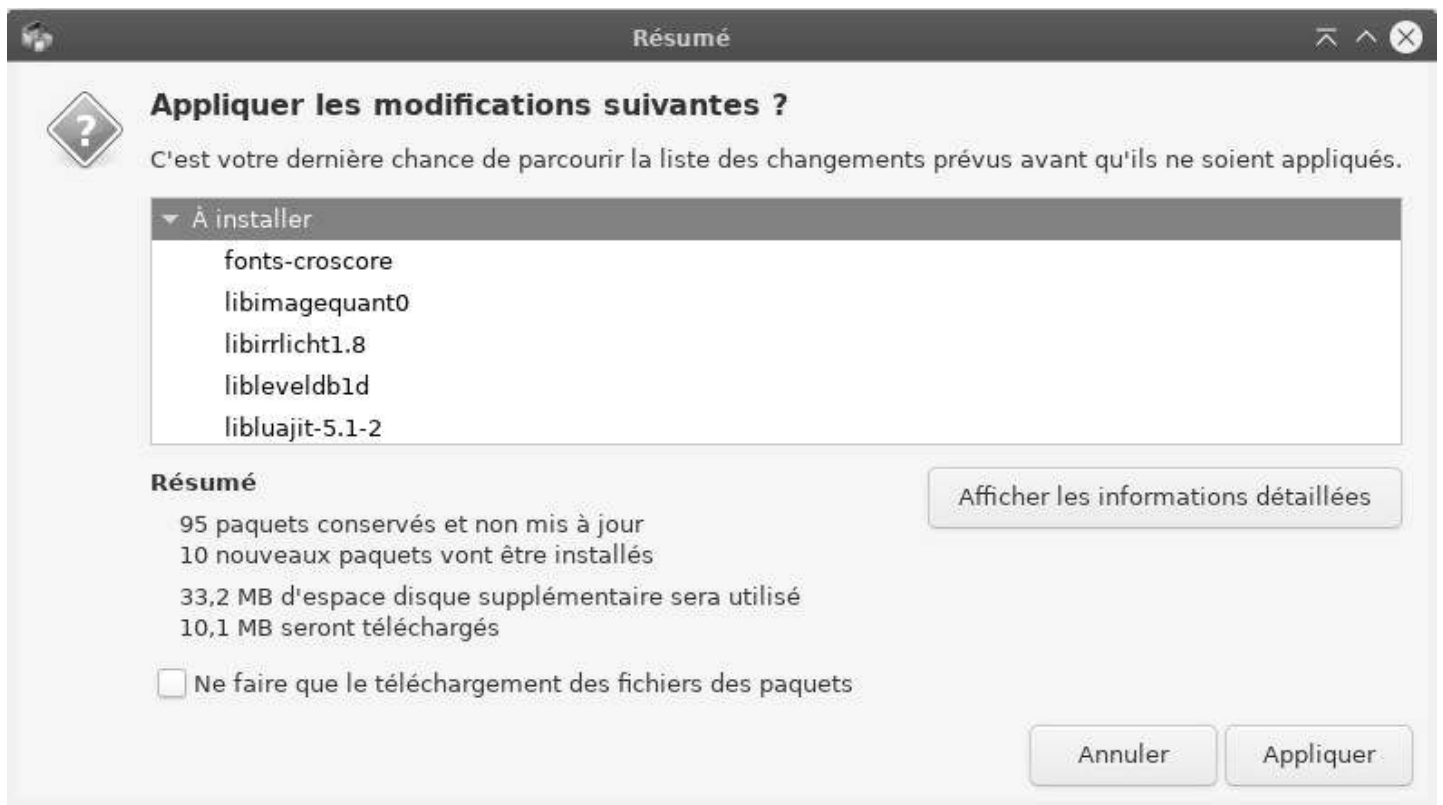 Résumé
Appliquer les modifications suivantes ?
C'est votre dernière chance de parcourir la liste des changements prévus avant qu'ils ne soient appliqués.
À installer
fonts-croscore
libimagequant0
libirrlicht1.8
libleveldb1d
libluajit-5.1-2
Résumé
Afficher les informations détaillées
95 paquets conservés et non mis à jour
10 nouveaux paquets vont être installés
33,2 MB d'espace disque supplémentaire sera utilisé
10,1 MB seront téléchargés
Ne faire que le téléchargement des fichiers des paquets
Annuler
Appliquer